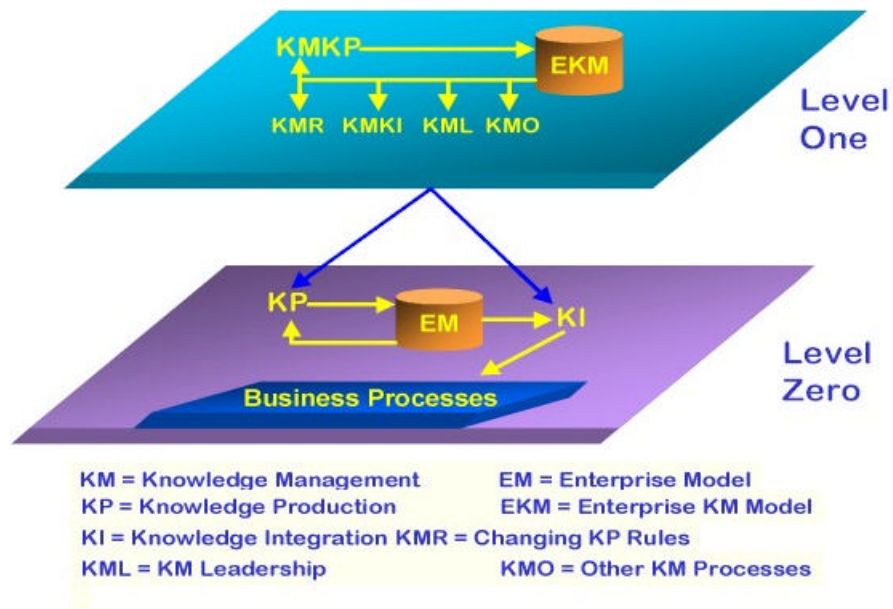 KMKP
EKM
KMR KMKI KML KMO
Level
One
KP
EM
KI
Level
Zero
Business Processes
KM = Knowledge Management EM = Enterprise Model
KP = Knowledge Production EKM = Enterprise KM Model
KI = Knowledge Integration KMR = Changing KP Rules
KML = KM Leadership KMO = Other KM Processes